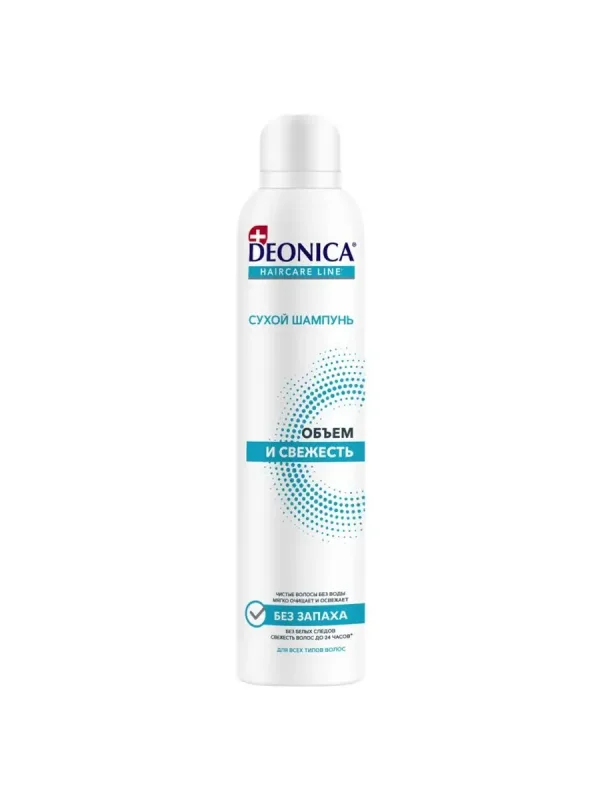 DEONICA®
HAIRCARE LINE
СУХОЙ ШАМПУНЬ
ОБЪЕМ
И СВЕЖЕСТЬ
ЧИСТЫЕ ВОЛОСЫ БЕЗ ВОДЫ
МЯГКО ОЧИЩАЕТ И ОСВЕЖАЕТ
БЕЗ ЗАПАХА
БЕЗ БЕЛЫХ СЛЕДОВ
СВЕЖЕСТЬ ВОЛОС ДО 24 ЧАСОВ*
ДЛЯ ВСЕХ ТИПОВ ВОЛОС